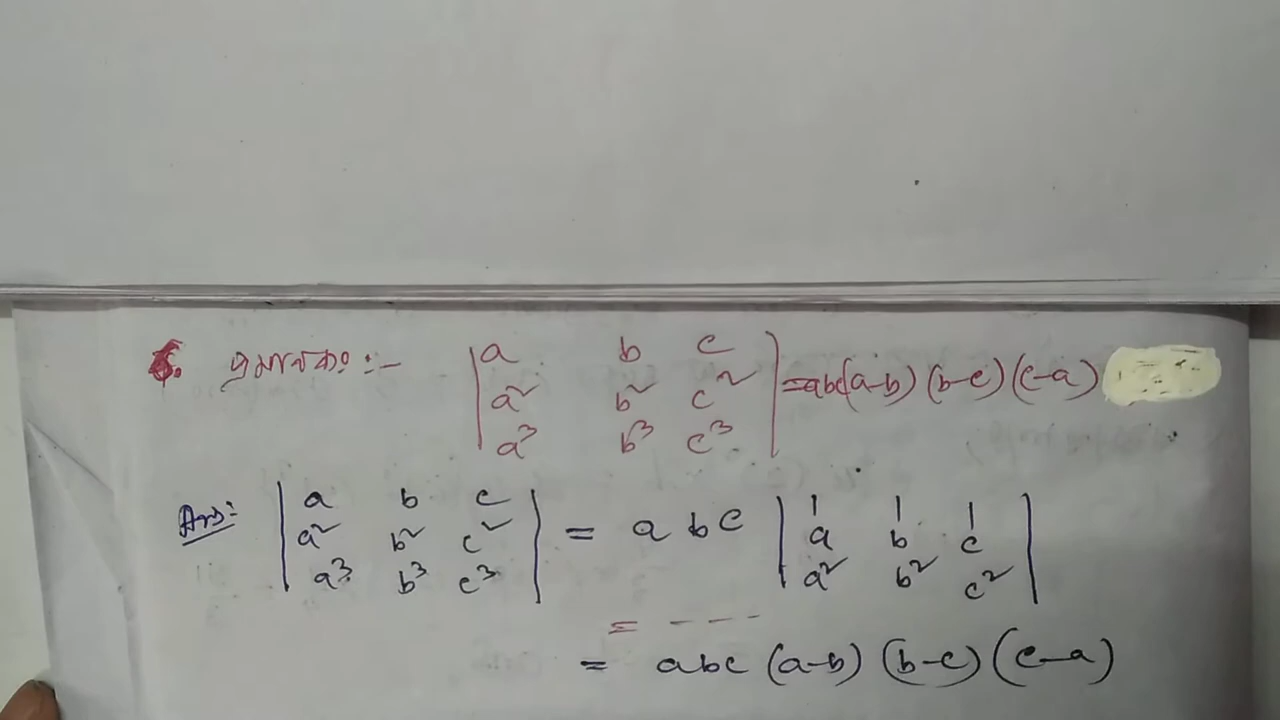 6. প্রমাণ করঃ :-
| a b c |
| a² b² c² | = abc(a-b) (b-c) (c-a)
| a³ b³ c³ |
Ans:
| a b c | | 1 1 1 |
| a² b² c² | = a b c | a b c |
| a³ b³ c³ | | a² b² c² |
= - - -
= abc (a-b) (b-c) (c-a)